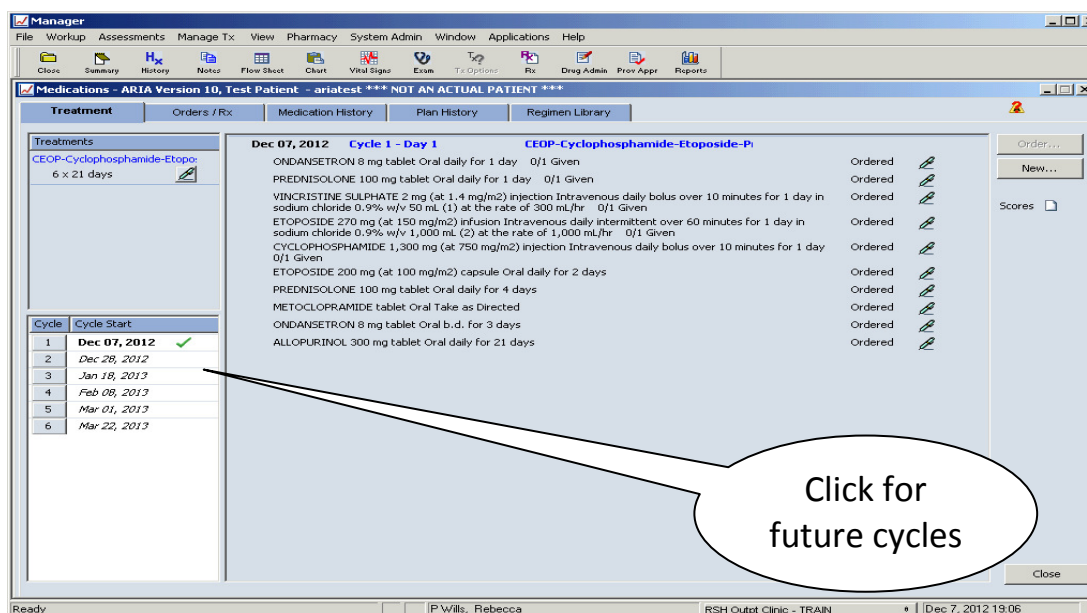 Manager
File Workup Assessments Manage Tx View Pharmacy System Admin Window Applications Help
Close Summary History Notes Flow Sheet Chart Vital Signs Exam Tx Options Rx Drug Admin Prov Appr Reports
Medications - ARIA Version 10, Test Patient - ariatest *** NOT AN ACTUAL PATIENT ***
Treatment Orders / Rx Medication History Plan History Regimen Library
Treatments
CEOP-Cyclophosphamide-Etopo:
6 x 21 days
Dec 07, 2012 Cycle 1 - Day 1 CEOP-Cyclophosphamide-Etoposide-P
ONDANSETRON 8 mg tablet Oral daily for 1 day 0/1 Given Ordered
PREDNISOLONE 100 mg tablet Oral daily for 1 day 0/1 Given Ordered
VINCRISTINE SULPHATE 2 mg (at 1.4 mg/m2) injection Intravenous daily bolus over 10 minutes for 1 day in Ordered
sodium chloride 0.9% w/v 50 mL (1) at the rate of 300 mL/hr 0/1 Given
ETOPOSIDE 270 mg (at 150 mg/m2) infusion Intravenous daily intermittent over 60 minutes for 1 day in Ordered
sodium chloride 0.9% w/v 1,000 mL (2) at the rate of 1,000 mL/hr 0/1 Given
CYCLOPHOSPHAMIDE 1,300 mg (at 750 mg/m2) injection Intravenous daily bolus over 10 minutes for 1 day Ordered
0/1 Given
ETOPOSIDE 200 mg (at 100 mg/m2) capsule Oral daily for 2 days Ordered
PREDNISOLONE 100 mg tablet Oral daily for 4 days Ordered
METOCLOPRAMIDE tablet Oral Take as Directed Ordered
ONDANSETRON 8 mg tablet Oral b.d. for 3 days Ordered
ALLOPURINOL 300 mg tablet Oral daily for 21 days Ordered
Order...
New...
Scores
Cycle Cycle Start
1 Dec 07, 2012
2 Dec 28, 2012
3 Jan 18, 2013
4 Feb 08, 2013
5 Mar 01, 2013
6 Mar 22, 2013
Click for
future cycles
Close
Ready P Wills, Rebecca RSH Outpt Clinic - TRAIN Dec 7, 2012 19:06